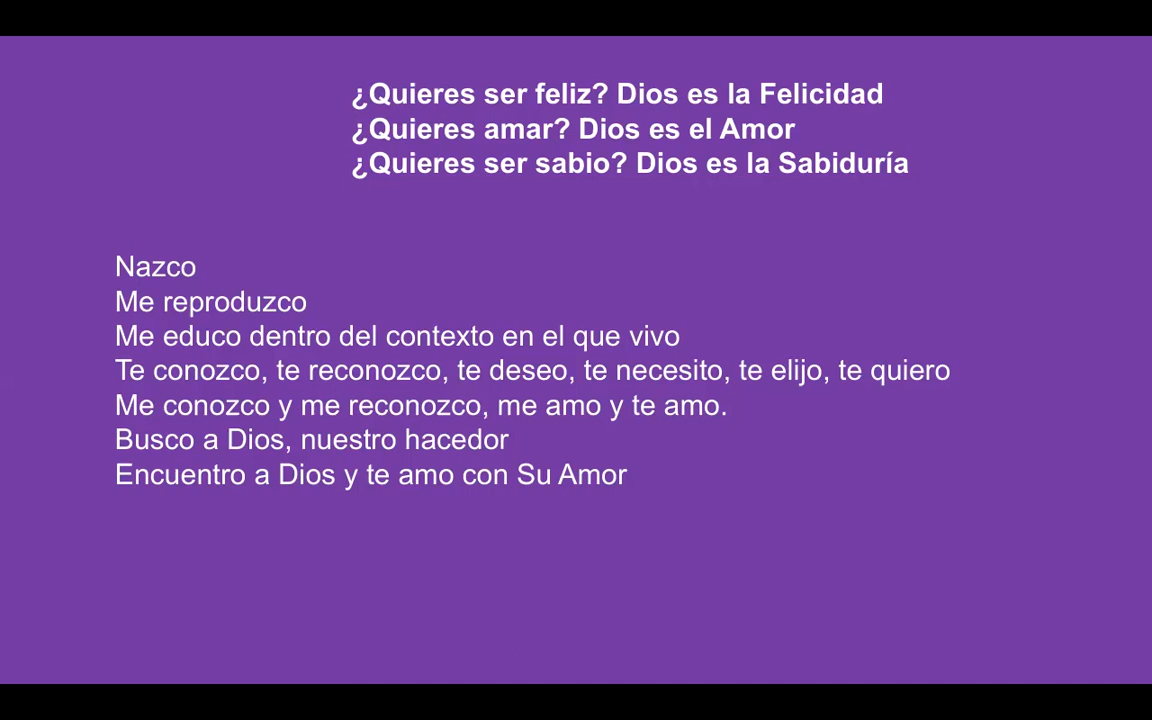 ¿Quieres ser feliz? Dios es la Felicidad
¿Quieres amar? Dios es el Amor
¿Quieres ser sabio? Dios es la Sabiduría
Nazco
Me reproduzco
Me educo dentro del contexto en el que vivo
Te conozco, te reconozco, te deseo, te necesito, te elijo, te quiero
Me conozco y me reconozco, me amo y te amo.
Busco a Dios, nuestro hacedor
Encuentro a Dios y te amo con Su Amor